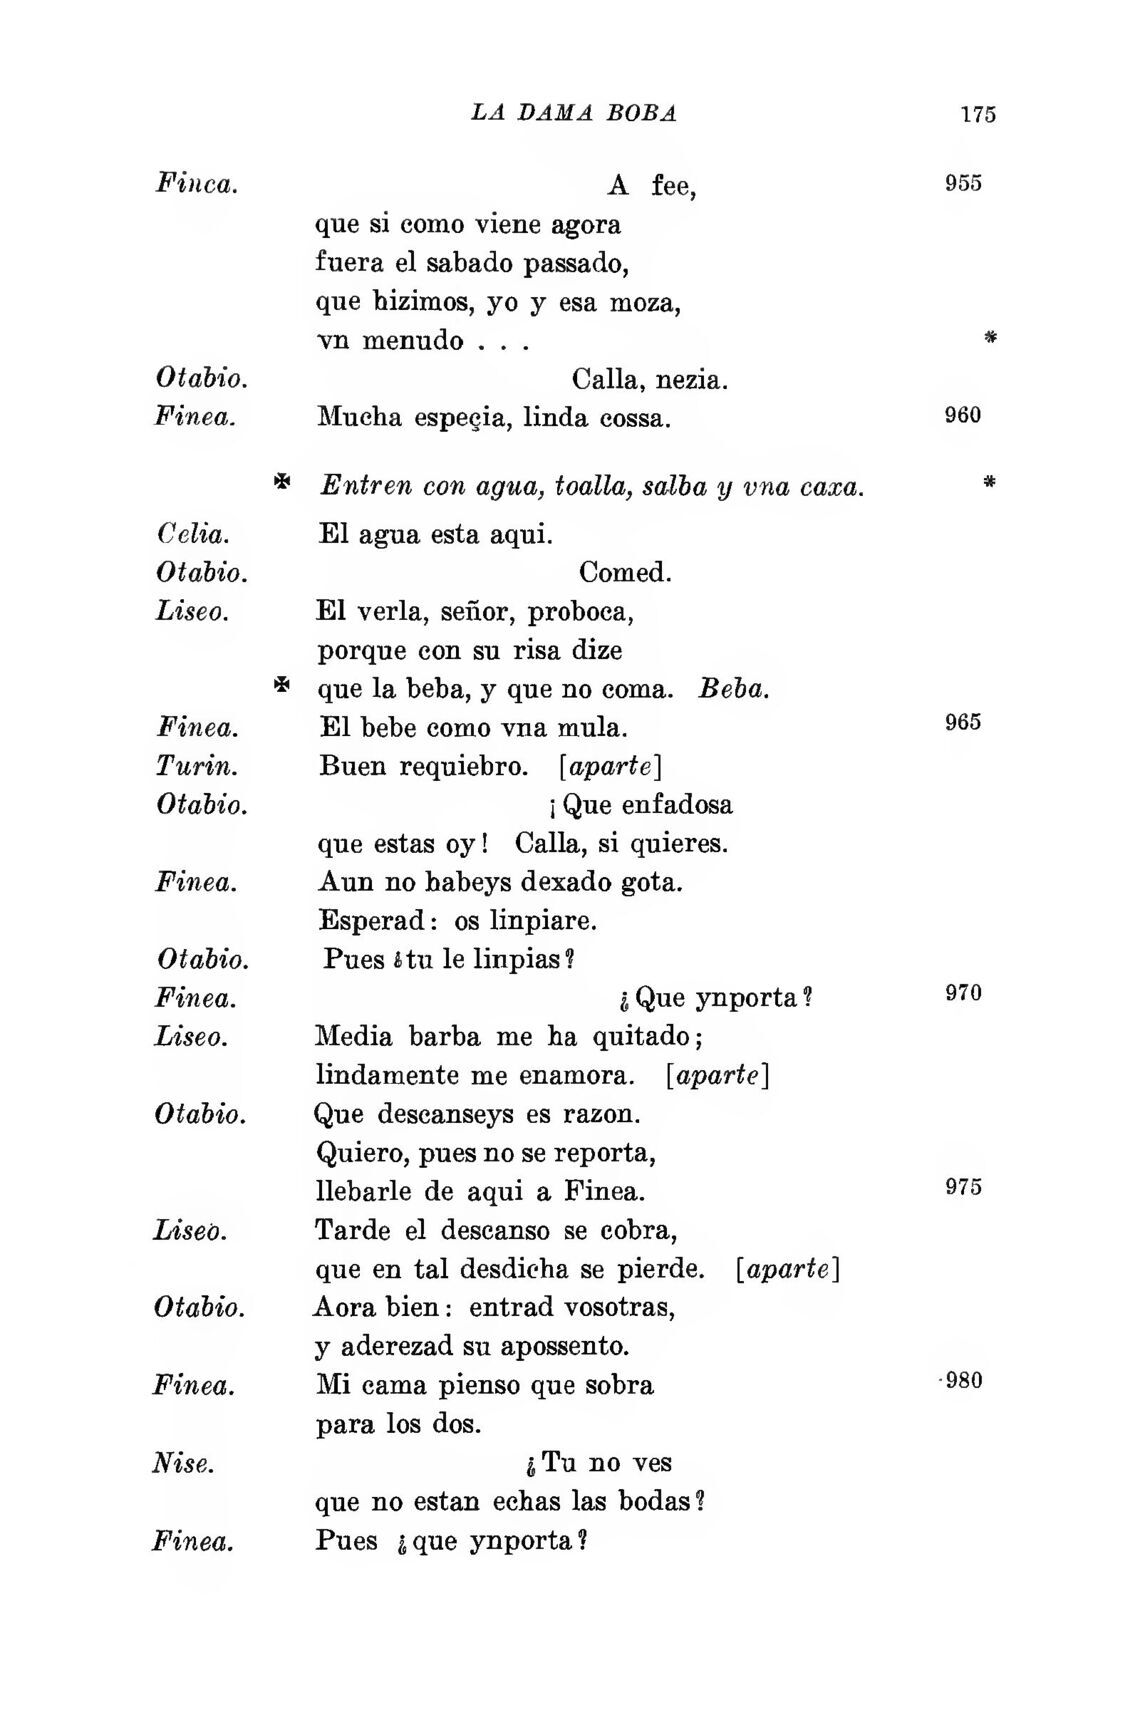 LA DAMA BOBA 175
Finea. A fee, 955
que si como viene agora
fuera el sabado passado,
que hizimos, yo y esa moza,
vn menudo . . . *
Otabio. Calla, nezia.
Finea. Mucha espeçia, linda cossa. 960
✠ Entren con agua, toalla, salba y vna caxa. *
Celia. El agua esta aqui.
Otabio. Comed.
Liseo. El verla, señor, proboca,
porque con su risa dize
✠ que la beba, y que no coma. Beba.
Finea. El bebe como vna mula. 965
Turin. Buen requiebro. [aparte]
Otabio. ¡Que enfadosa
que estas oy! Calla, si quieres.
Finea. Aun no habeys dexado gota.
Esperad: os linpiare.
Otabio. Pues ¿tu le linpias?
Finea. ¿Que ynporta? 970
Liseo. Media barba me ha quitado;
lindamente me enamora. [aparte]
Otabio. Que descanseys es razon.
Quiero, pues no se reporta,
llebarle de aqui a Finea. 975
Liseo. Tarde el descanso se cobra,
que en tal desdicha se pierde. [aparte]
Otabio. Aora bien: entrad vosotras,
y aderezad su apossento.
Finea. Mi cama pienso que sobra 980
para los dos.
Nise. ¿Tu no ves
que no estan echas las bodas?
Finea. Pues ¿que ynporta?